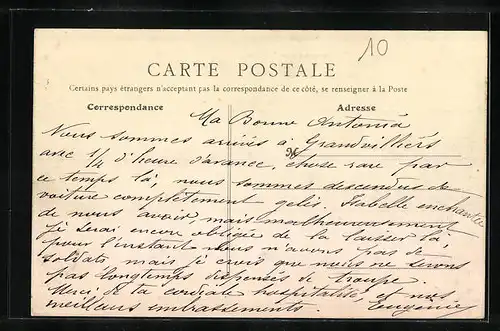 10
CARTE POSTALE
Certains pays étrangers n'acceptant pas la correspondance de ce côté, se renseigner à la Poste
Correspondance
Adresse
Ma Bonne Antonia
Nous sommes arrivés à Grandvilliers
avec 1/4 d'heure d'avance, chose rare par
ce temps là. nous sommes descendus de
voiture complètement gelés. Isabelle enchantée
de nous avoir, mais malheureusement
je serai encore obligée de la laisser là
pour l'instant nous n'avons pas de
soldats mais je crois que nous ne serons
pas longtemps dispensés de troupe.
Merci de ta cordiale hospitalité et nos
meilleurs embrassements. Eugénie